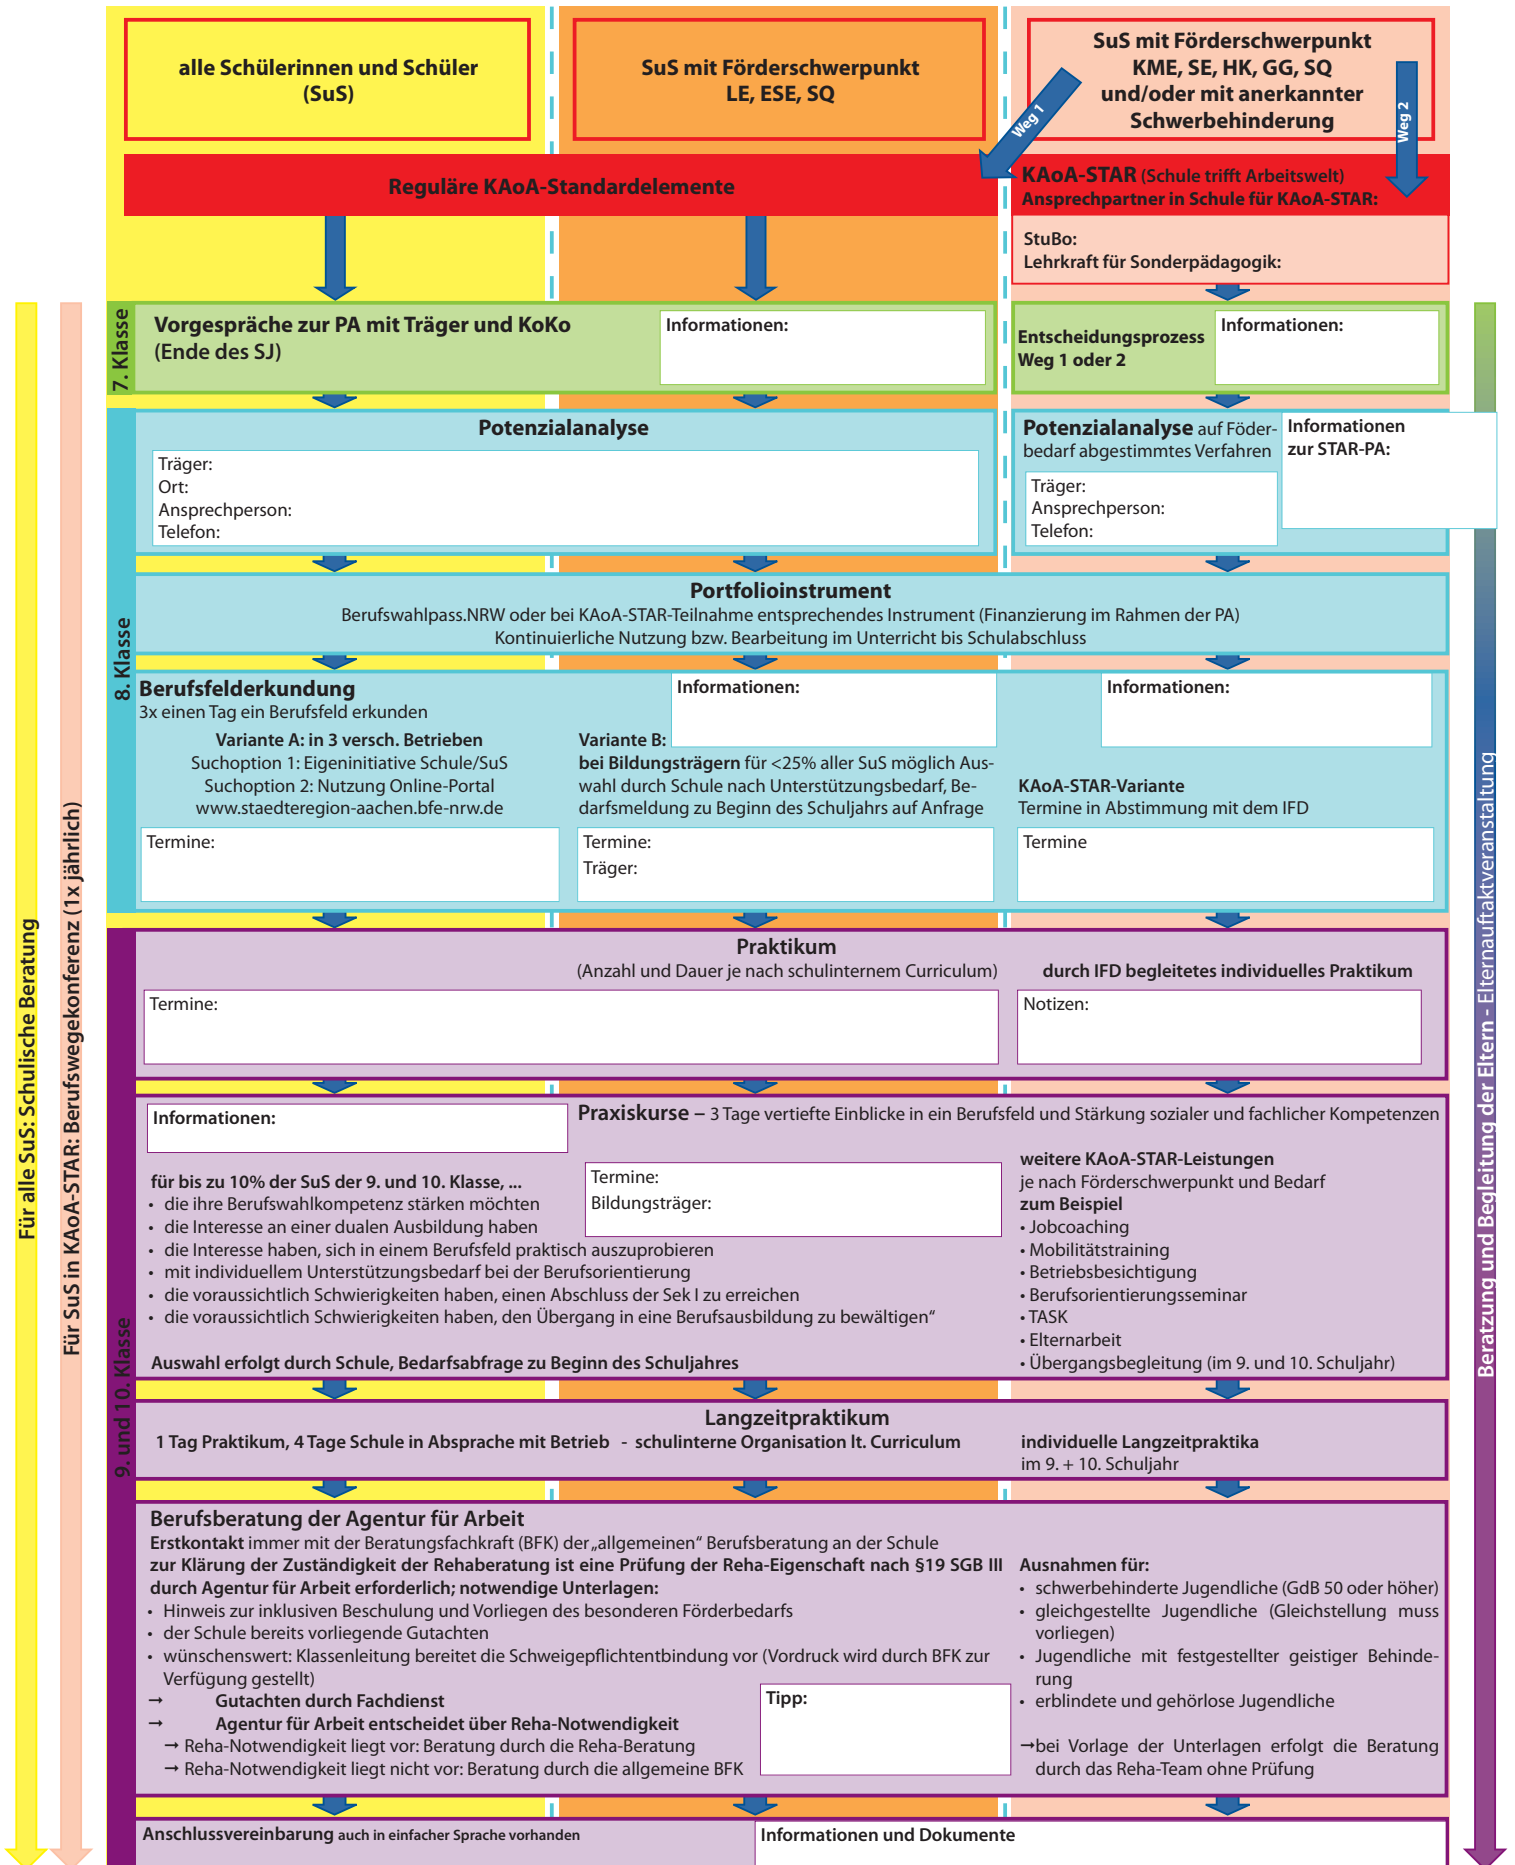 alle Schülerinnen und Schüler
(SuS)
SuS mit Förderschwerpunkt
LE, ESE, SQ
SuS mit Förderschwerpunkt
KME, SE, HK, GG, SQ
und/oder mit anerkannter
Schwerbehinderung
Weg 1
Weg 2
Reguläre KAoA-Standardelemente
KAoA-STAR (Schule trifft Arbeitswelt)
Ansprechpartner in Schule für KAoA-STAR:
StuBo:
Lehrkraft für Sonderpädagogik:
7. Klasse
Vorgespräche zur PA mit Träger und KoKo
(Ende des SJ)
Informationen:
Entscheidungsprozess
Weg 1 oder 2
Informationen:
8. Klasse
Potenzialanalyse
Träger:
Ort:
Ansprechperson:
Telefon:
Potenzialanalyse auf Föder-
bedarf abgestimmtes Verfahren
Träger:
Ansprechperson:
Telefon:
Informationen
zur STAR-PA:
Portfolioinstrument
Berufswahlpass.NRW oder bei KAoA-STAR-Teilnahme entsprechendes Instrument (Finanzierung im Rahmen der PA)
Kontinuierliche Nutzung bzw. Bearbeitung im Unterricht bis Schulabschluss
Berufsfelderkundung
3x einen Tag ein Berufsfeld erkunden
Variante A: in 3 versch. Betrieben
Suchoption 1: Eigeninitiative Schule/SuS
Suchoption 2: Nutzung Online-Portal
www.staedteregion-aachen.bfe-nrw.de
Termine:
Informationen:
Variante B:
bei Bildungsträgern für <25% aller SuS möglich Aus-
wahl durch Schule nach Unterstützungsbedarf, Be-
darfsmeldung zu Beginn des Schuljahrs auf Anfrage
Termine:
Träger:
Informationen:
KAoA-STAR-Variante
Termine in Abstimmung mit dem IFD
Termine
9. und 10. Klasse
Praktikum
(Anzahl und Dauer je nach schulinternem Curriculum)
Termine:
durch IFD begleitetes individuelles Praktikum
Notizen:
Informationen:
Praxiskurse – 3 Tage vertiefte Einblicke in ein Berufsfeld und Stärkung sozialer und fachlicher Kompetenzen
für bis zu 10% der SuS der 9. und 10. Klasse, ...
• die ihre Berufswahlkompetenz stärken möchten
• die Interesse an einer dualen Ausbildung haben
• die Interesse haben, sich in einem Berufsfeld praktisch auszuprobieren
• mit individuellem Unterstützungsbedarf bei der Berufsorientierung
• die voraussichtlich Schwierigkeiten haben, einen Abschluss der Sek I zu erreichen
• die voraussichtlich Schwierigkeiten haben, den Übergang in eine Berufsausbildung zu bewältigen“
Auswahl erfolgt durch Schule, Bedarfsabfrage zu Beginn des Schuljahres
Termine:
Bildungsträger:
weitere KAoA-STAR-Leistungen
je nach Förderschwerpunkt und Bedarf
zum Beispiel
• Jobcoaching
• Mobilitätstraining
• Betriebsbesichtigung
• Berufsorientierungsseminar
• TASK
• Elternarbeit
• Übergangsbegleitung (im 9. und 10. Schuljahr)
Langzeitpraktikum
1 Tag Praktikum, 4 Tage Schule in Absprache mit Betrieb - schulinterne Organisation lt. Curriculum
individuelle Langzeitpraktika
im 9. + 10. Schuljahr
Berufsberatung der Agentur für Arbeit
Erstkontakt immer mit der Beratungsfachkraft (BFK) der „allgemeinen“ Berufsberatung an der Schule
zur Klärung der Zuständigkeit der Rehaberatung ist eine Prüfung der Reha-Eigenschaft nach §19 SGB III
durch Agentur für Arbeit erforderlich; notwendige Unterlagen:
• Hinweis zur inklusiven Beschulung und Vorliegen des besonderen Förderbedarfs
• der Schule bereits vorliegende Gutachten
• wünschenswert: Klassenleitung bereitet die Schweigepflichtentbindung vor (Vordruck wird durch BFK zur
Verfügung gestellt)
→ Gutachten durch Fachdienst
→ Agentur für Arbeit entscheidet über Reha-Notwendigkeit
→ Reha-Notwendigkeit liegt vor: Beratung durch die Reha-Beratung
→ Reha-Notwendigkeit liegt nicht vor: Beratung durch die allgemeine BFK
Tipp:
Ausnahmen für:
• schwerbehinderte Jugendliche (GdB 50 oder höher)
• gleichgestellte Jugendliche (Gleichstellung muss
vorliegen)
• Jugendliche mit festgestellter geistiger Behinde-
rung
• erblindete und gehörlose Jugendliche
→bei Vorlage der Unterlagen erfolgt die Beratung
durch das Reha-Team ohne Prüfung
Anschlussvereinbarung auch in einfacher Sprache vorhanden
Informationen und Dokumente
Für alle SuS: Schulische Beratung
Für SuS in KAoA-STAR: Berufswegekonferenz (1x jährlich)
Beratzung und Begleitung der Eltern - Elternauftaktveranstaltung